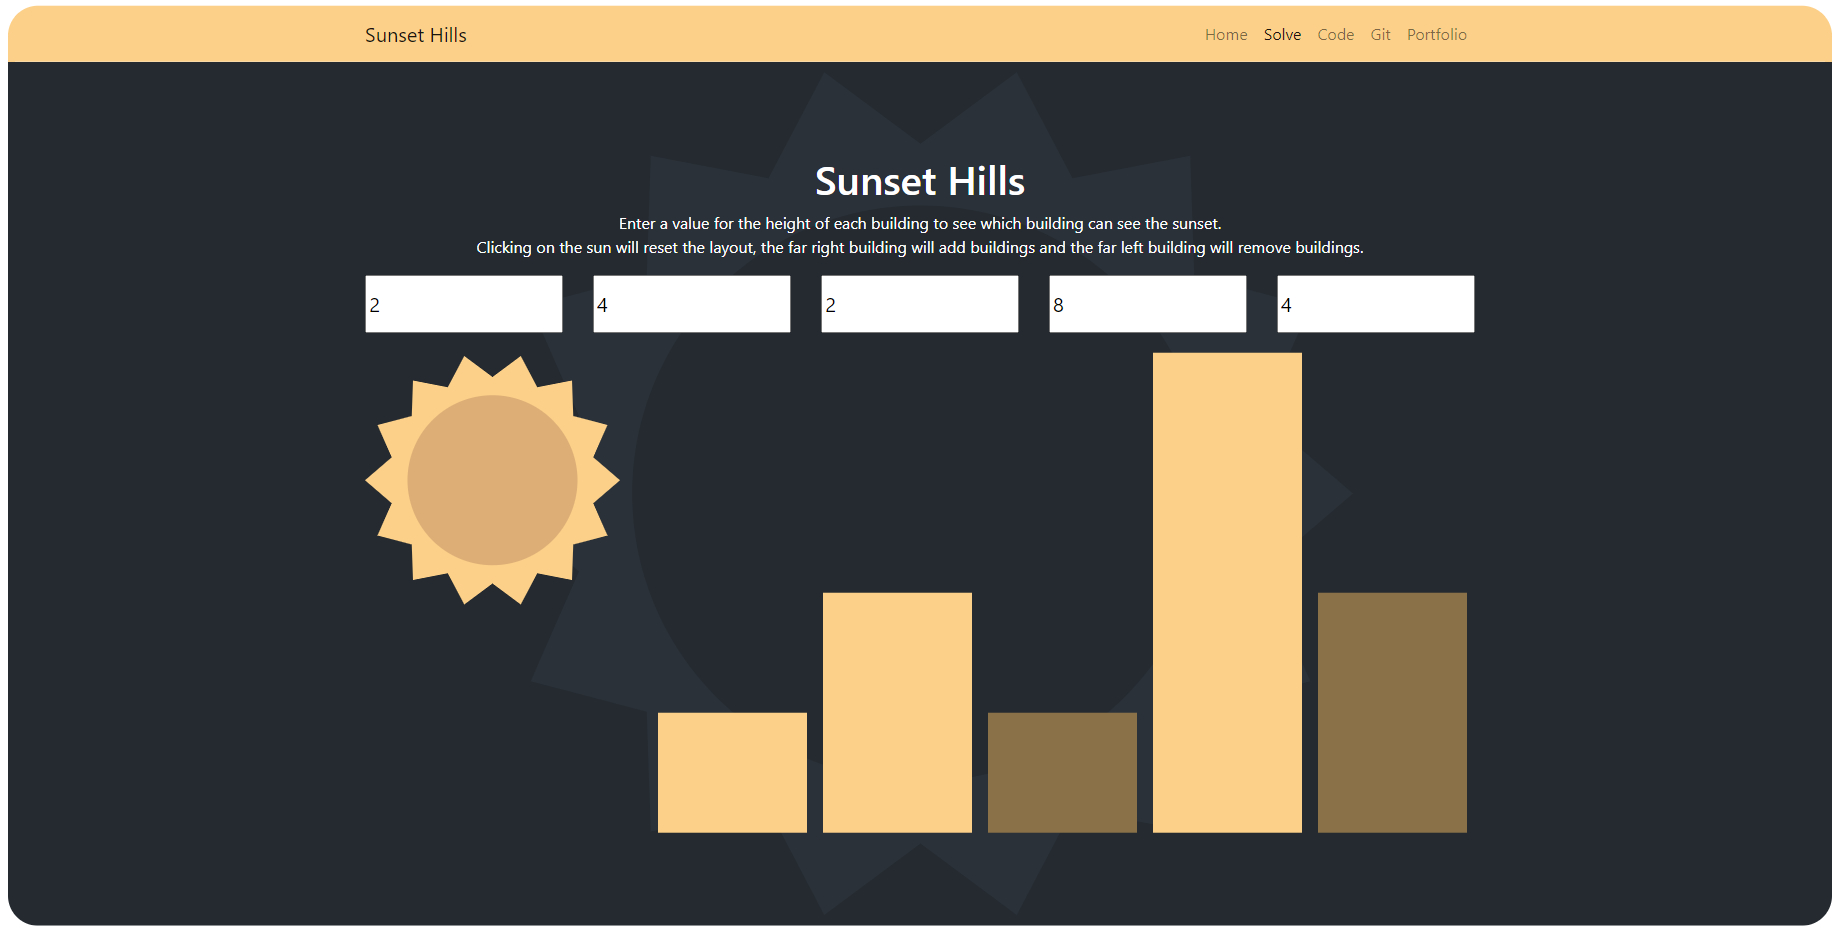 Sunset Hills
Home Solve Code Git Portfolio
Sunset Hills
Enter a value for the height of each building to see which building can see the sunset.
Clicking on the sun will reset the layout, the far right building will add buildings and the far left building will remove buildings.
2 4 2 8 4